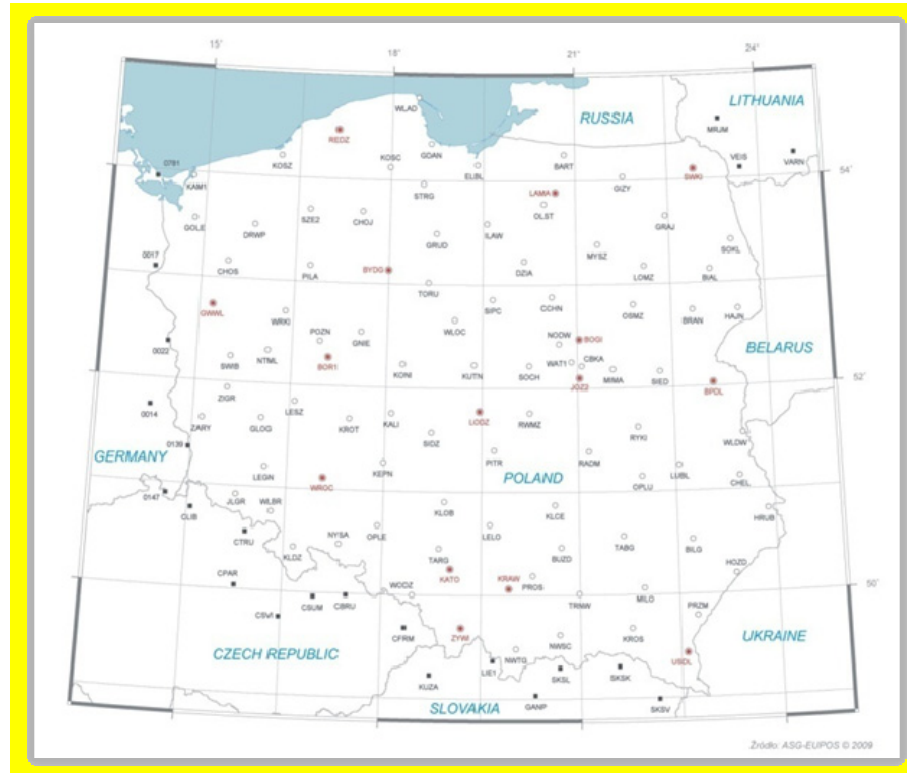 15°
18°
21°
24°
WLAD
LITHUANIA
RUSSIA
MRJM
REDZ
GDAN
KOSC
KOSZ
ELBL
BART
VEIS
VARN
0781
KAM1
54°
STRG
LAMA
GIZY
SWKI
GOLE
DRWP
SZE2
CHOJ
OLST
ILAW
GRAJ
GRUD
MYSZ
SOKL
0017
CHOS
PILA
BYDG
DZIA
LOMZ
BIAL
TORU
GWWL
WRKI
SIPC
CCHN
OSMZ
BRAN
HAJN
POZN
GNIE
WLOC
NODW
BOGI
BELARUS
0022
SWIB
NTML
BOR1
KONI
KUTN
SOCH
WAT1
CBKA
JOZ2
MIMA
SIED
BPDL
52°
ZIGR
LESZ
0014
ZARY
GLOG
KROT
KALI
LODZ
RWMZ
SIDZ
RYKI
WLDW
0139
GERMANY
PITR
RADM
LEGN
KEPN
POLAND
LUBL
CHEL
WROC
OPLU
0147
JLGR
WLBR
CLIB
KLOB
KLCE
HRUB
CTRU
NYSA
OPLE
LELO
TABG
BILG
KLDZ
TARG
BUZD
HOZD
KATO
KRAW
CPAR
WODZ
PROS
50°
CSUM
CBRU
TRNW
MILO
PRZM
CFRM
ZYWI
NWSC
KROS
UKRAINE
CZECH REPUBLIC
LIE1
NWTG
USDL
KUZA
SKSL
SKSK
SLOVAKIA
GANP
SKSV
Źródło: ASG-EUPOS © 2009